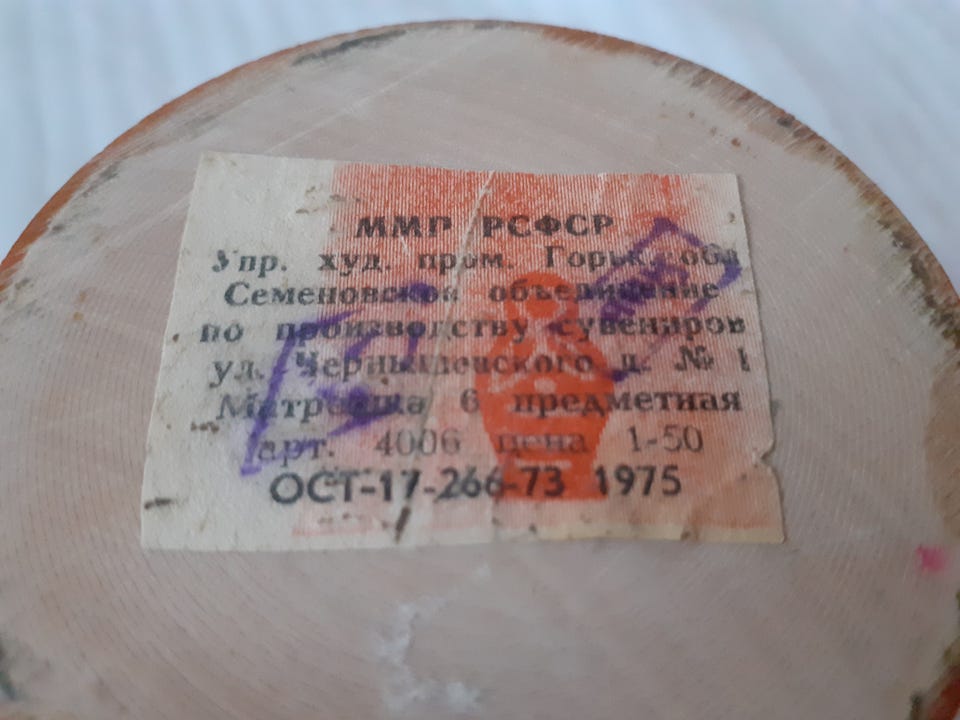 ММП РСФСР
Упр. худ. пром. Горьк. обл
Семеновское объединение
по производству сувениров
ул. Чернышевского д. № 1
Матрешка 6 предметная
арт. 4006 цена 1-50
ОСТ-17-266-73 1975